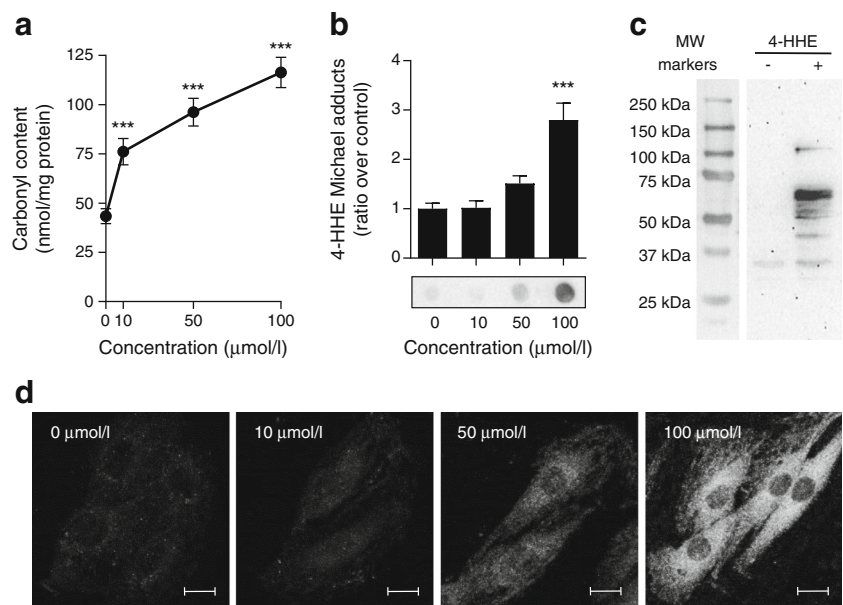 a
Carbonyl content
(nmol/mg protein)
125
100
75
50
25
0
***
***
***
0 10 50 100
Concentration (μmol/l)
b
4-HHE Michael adducts
(ratio over control)
4
3
2
1
0
***
0 10 50 100
Concentration (μmol/l)
c
MW
markers
4-HHE
- +
250 kDa
150 kDa
100 kDa
75 kDa
50 kDa
37 kDa
25 kDa
d
0 μmol/l
10 μmol/l
50 μmol/l
100 μmol/l